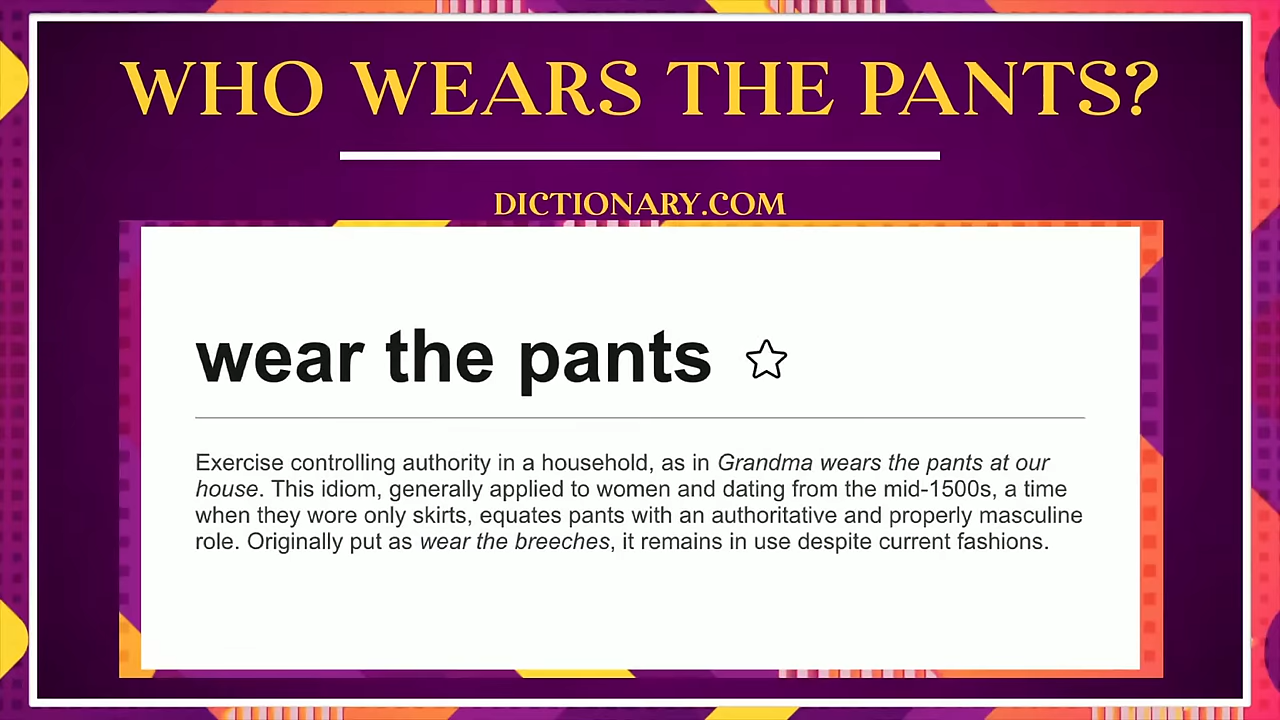 WHO WEARS THE PANTS?
DICTIONARY.COM
wear the pants
Exercise controlling authority in a household, as in Grandma wears the pants at our
house. This idiom, generally applied to women and dating from the mid-1500s, a time
when they wore only skirts, equates pants with an authoritative and properly masculine
role. Originally put as wear the breeches, it remains in use despite current fashions.